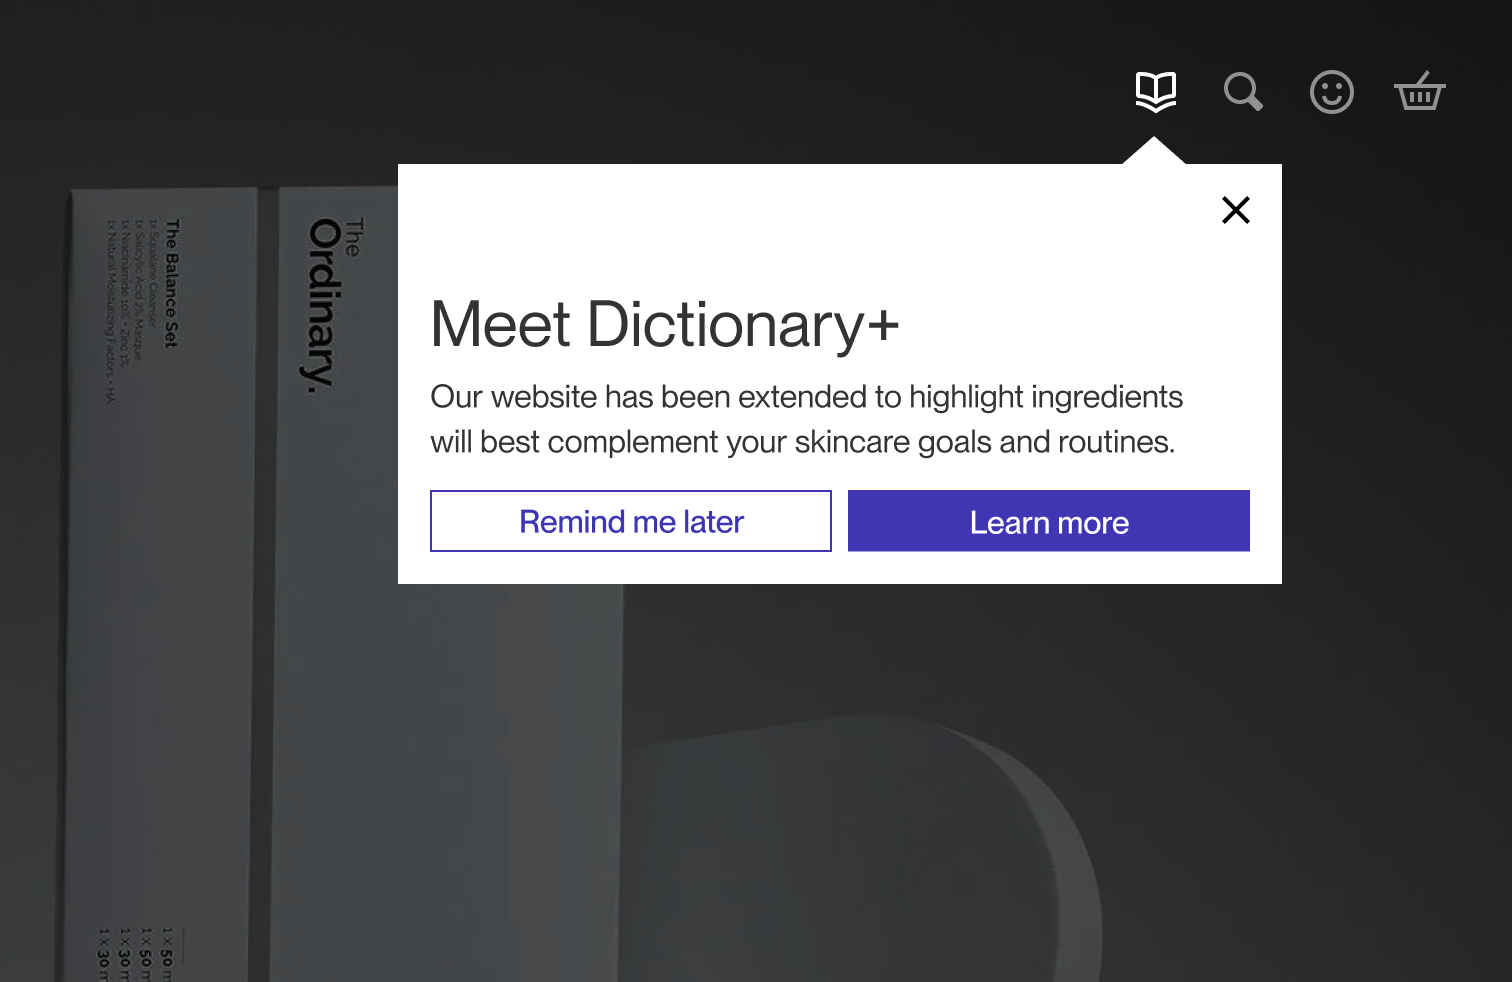 Meet Dictionary+
Our website has been extended to highlight ingredients
will best complement your skincare goals and routines.
Remind me later
Learn more
The
Ordinary.
The Balance Set
1x Squalane Cleanser
1x Salicylic Acid 2% Masque
1x Niacinamide 10% + Zinc 1%
1x Natural Moisturizing Factors + HA
1 x 50 m
1 x 50 m
1 x 30 m
1 x 30 m